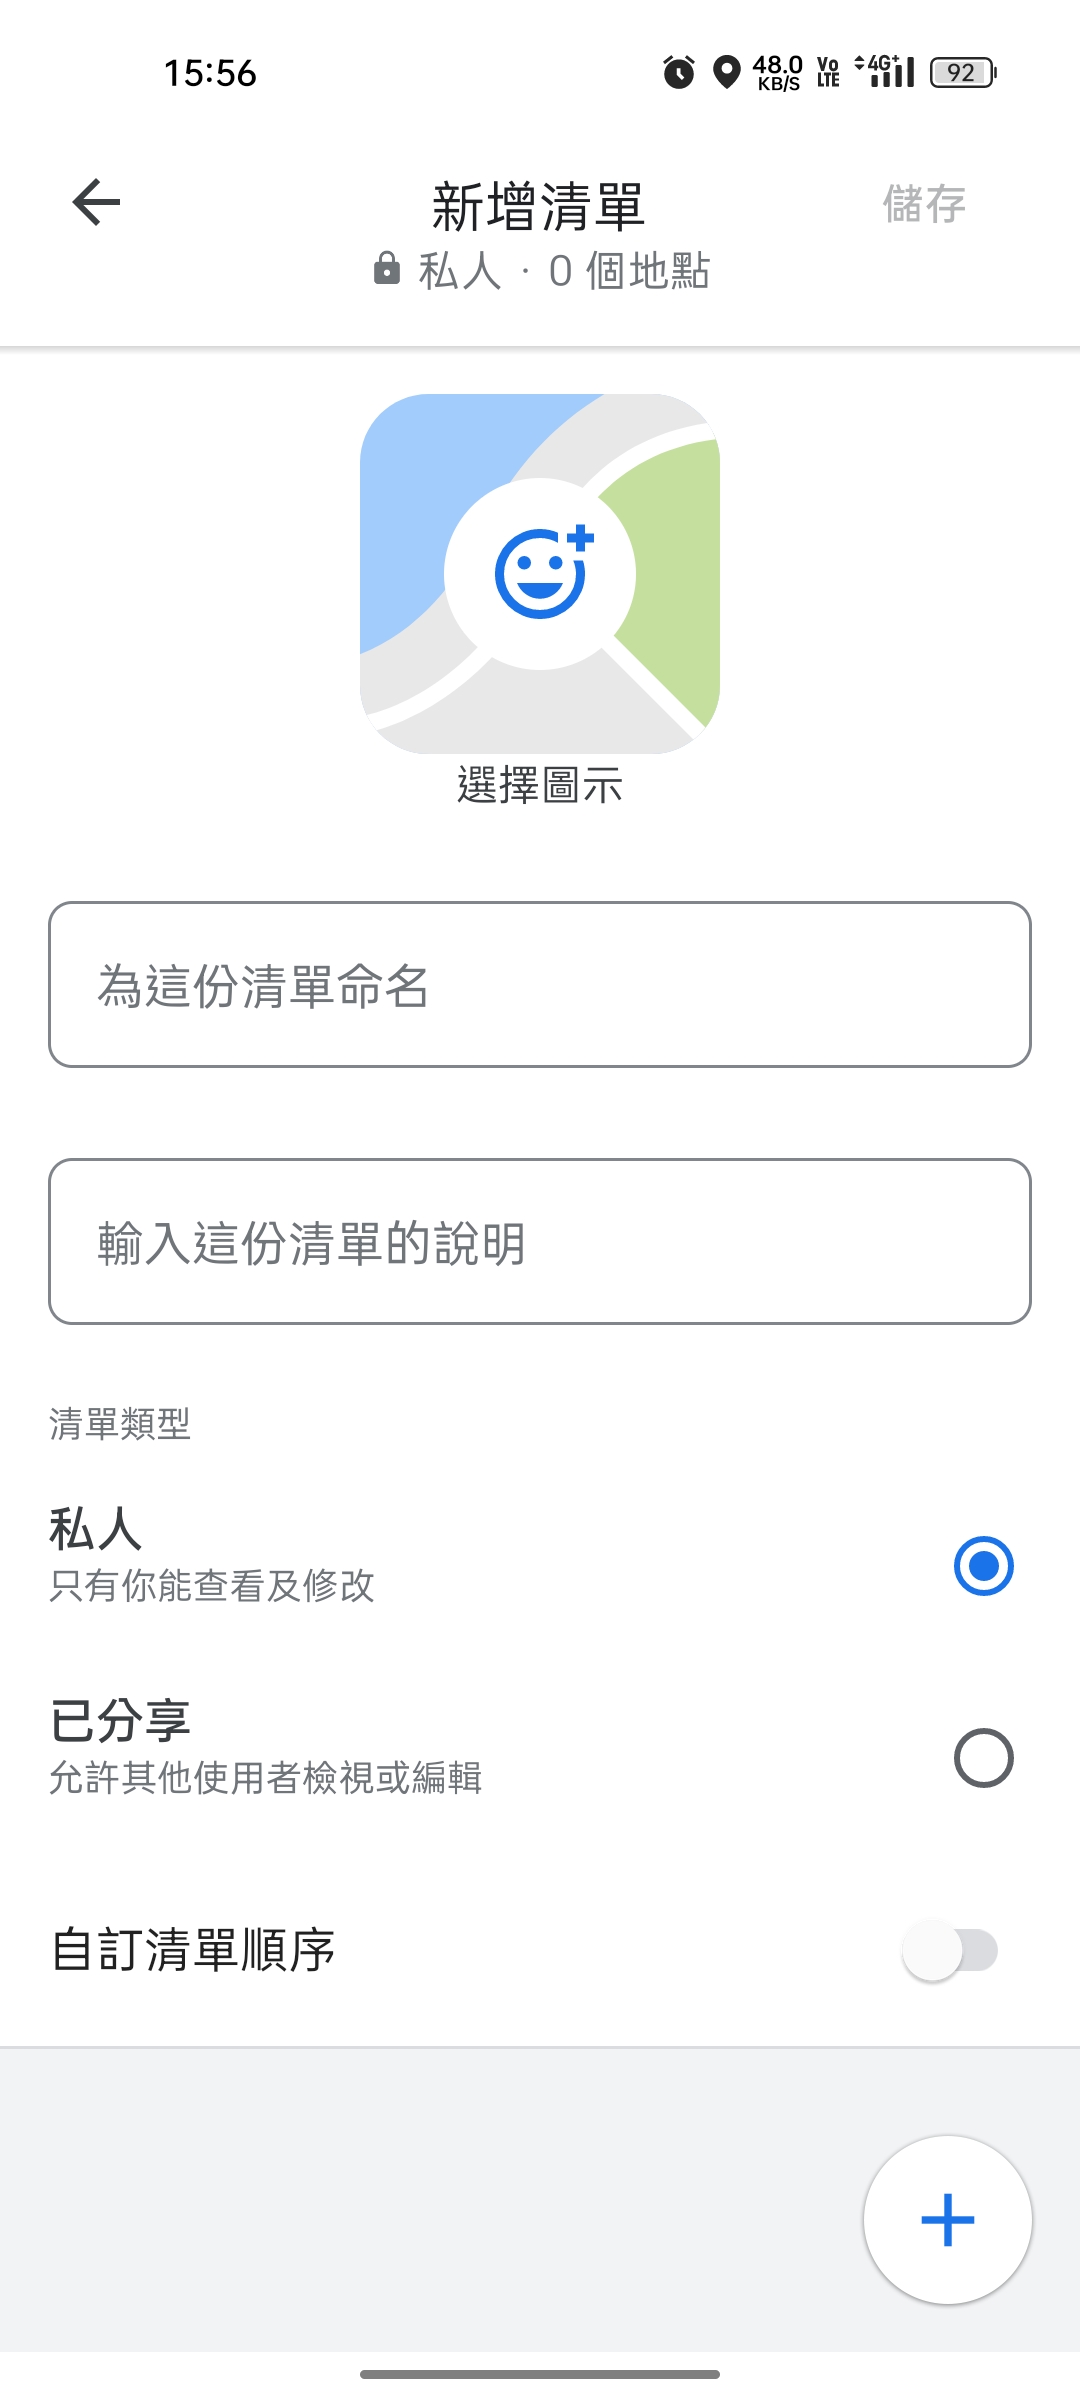 15:56
48.0 KB/S
Vo LTE
4G+
92
新增清單
儲存
私人 · 0 個地點
選擇圖示
為這份清單命名
輸入這份清單的說明
清單類型
私人
只有你能查看及修改
已分享
允許其他使用者檢視或編輯
自訂清單順序